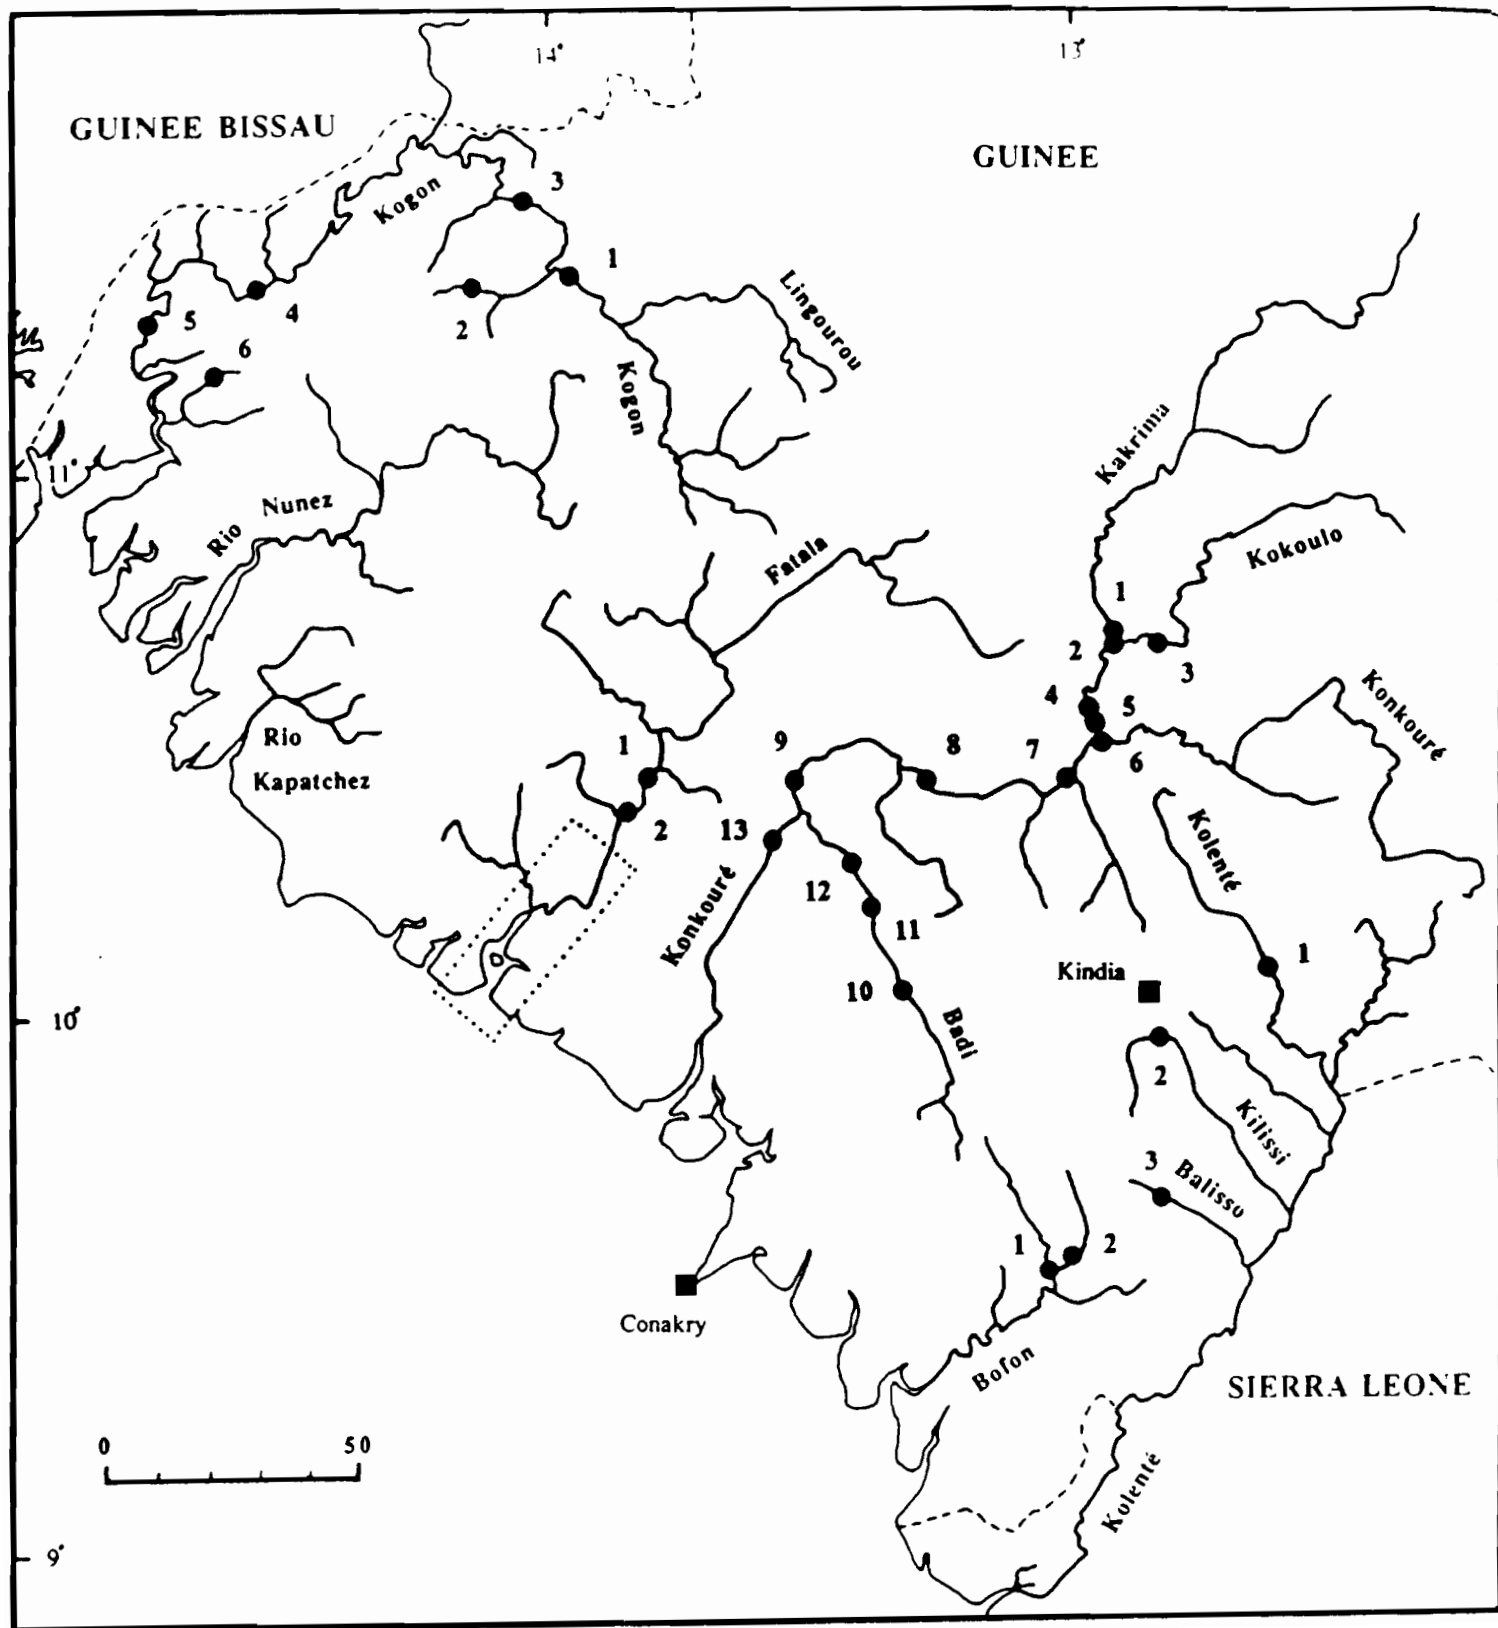 14°
13°
GUINEE BISSAU
GUINEE
Kogon
3
1
Lingourou
2
4
5
6
Kogon
Kakrima
11°
Rio Nunez
Fatala
Kokoulo
1
2
3
4
5
Konkouré
Rio
Kapatchez
1
2
9
8
7
6
13
Kolenté
12
11
Konkouré
10
Kindia
1
10°
Badi
2
Kilissi
3
Balisso
1
2
Conakry
Bofon
SIERRA LEONE
0
50
Kolenté
9°